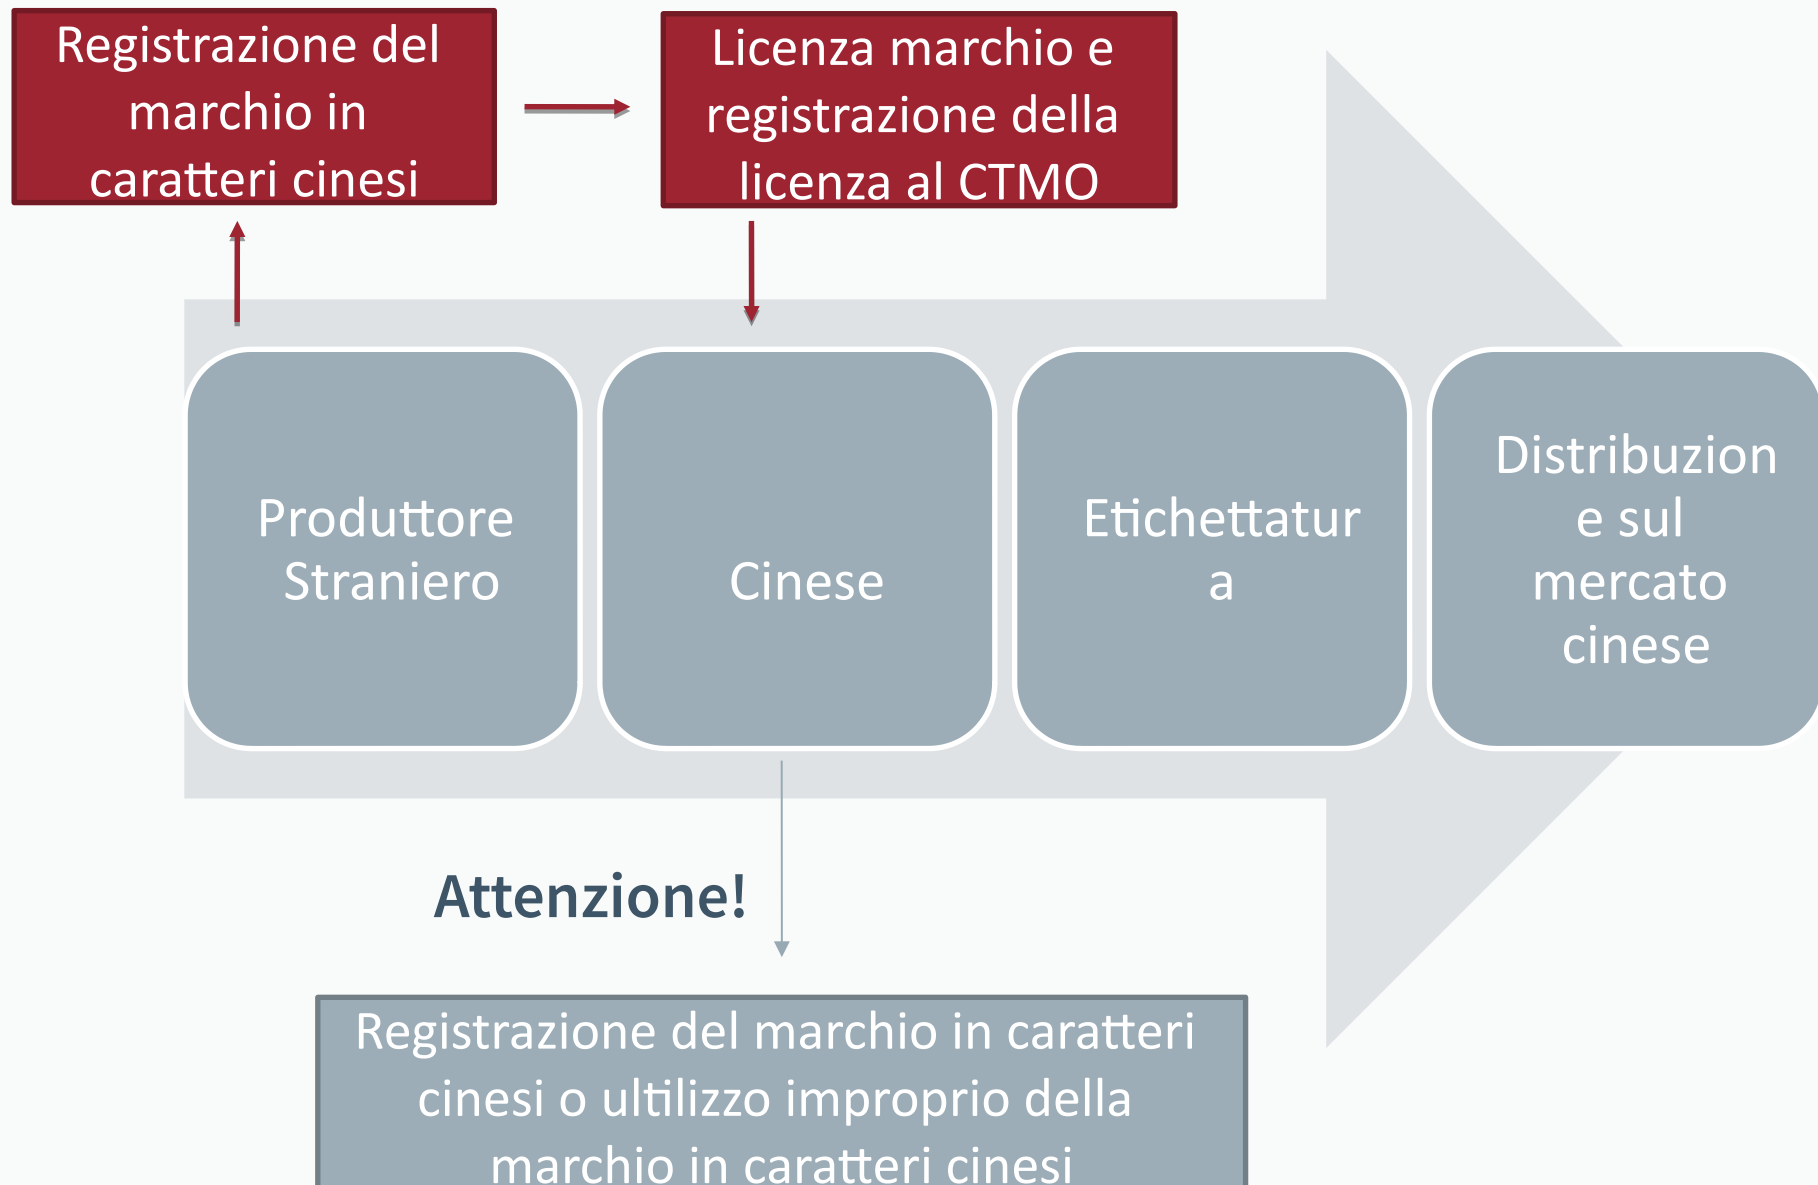 Registrazione del
marchio in
caratteri cinesi
Licenza marchio e
registrazione della
licenza al CTMO
Produttore
Straniero
Cinese
Etichettatur
a
Distribuzion
e sul
mercato
cinese
Attenzione!
Registrazione del marchio in caratteri
cinesi o ultilizzo improprio della
marchio in caratteri cinesi